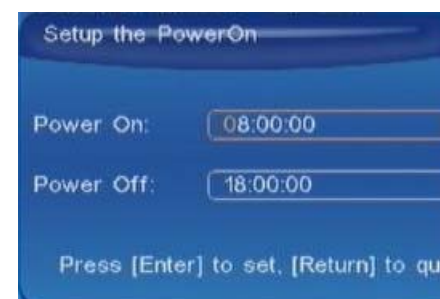 Setup the PowerOn
Power On: 08:00:00
Power Off: 18:00:00
Press [Enter] to set, [Return] to qu